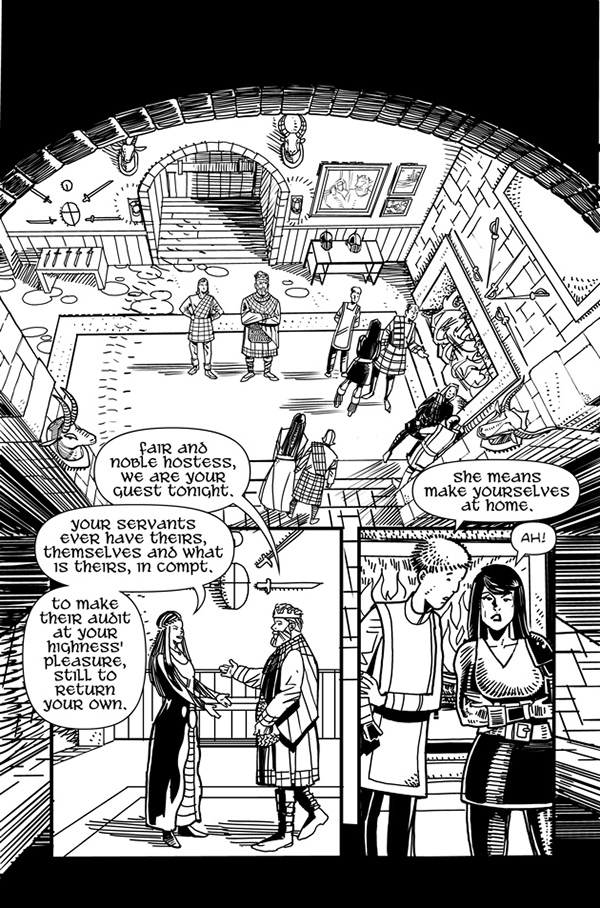 fair and
noble hostess,
we are your
guest tonight.
your servants
ever have theirs,
themselves and what
is theirs, in compt.
to make
their audit
at your
highness'
pleasure,
still to
return
your own.
she means
make yourselves
at home.
AH!